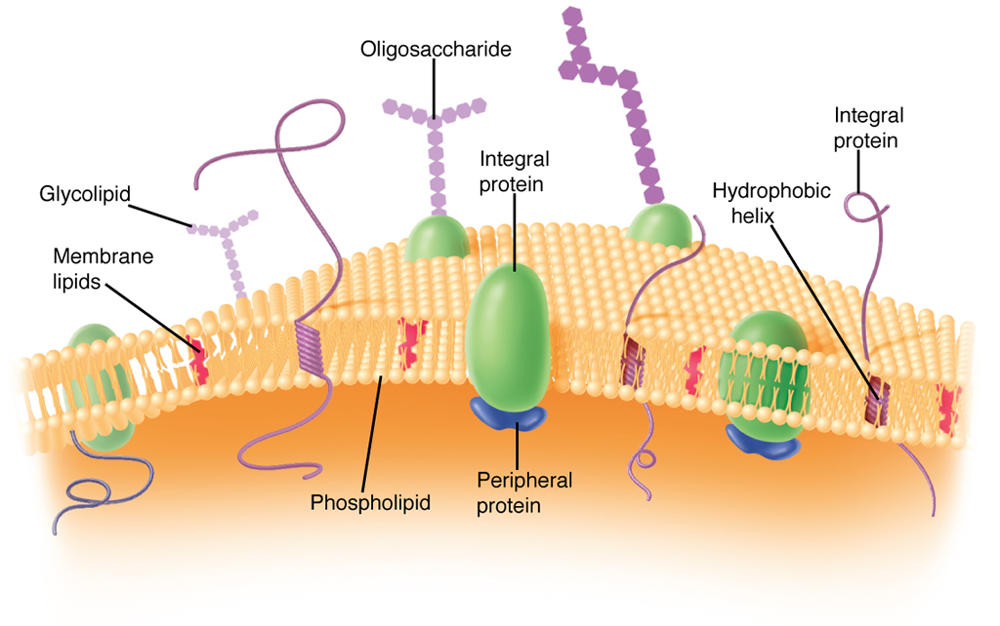 Oligosaccharide
Integral
protein
Integral
protein
Glycolipid
Hydrophobic
helix
Membrane
lipids
Phospholipid
Peripheral
protein